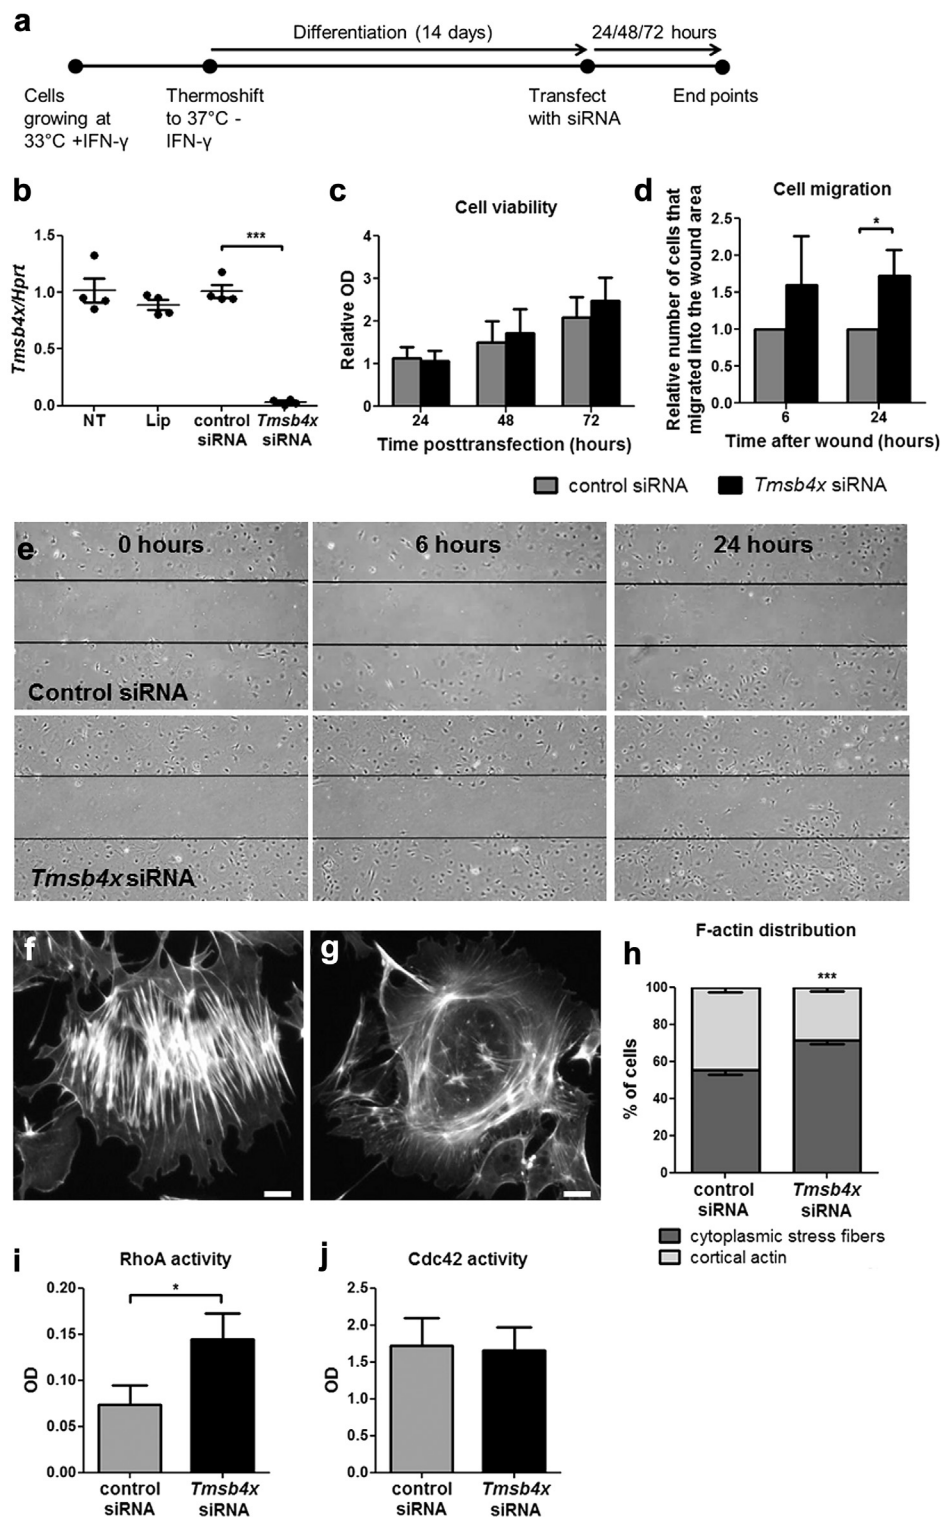 a
Differentiation (14 days)
24/48/72 hours
Cells
growing at
33°C +IFN-γ
Thermoshift
to 37°C -
IFN-γ
Transfect
with siRNA
End points
b
Tmsb4x/Hprt
1.5
1.0
0.5
0.0
***
NT
Lip
control
siRNA
Tmsb4x
siRNA
c
Cell viability
Relative OD
4
3
2
1
0
24
48
72
Time posttransfection (hours)
d
Cell migration
Relative number of cells that
migrated into the wound area
2.5
2.0
1.5
1.0
0.5
0.0
*
6
24
Time after wound (hours)
control siRNA
Tmsb4x siRNA
e
0 hours
6 hours
24 hours
Control siRNA
Tmsb4x siRNA
f
g
h
F-actin distribution
% of cells
100
80
60
40
20
0
***
control
siRNA
Tmsb4x
siRNA
cytoplasmic stress fibers
cortical actin
i
RhoA activity
OD
0.20
0.15
0.10
0.05
0.00
*
control
siRNA
Tmsb4x
siRNA
j
Cdc42 activity
OD
2.5
2.0
1.5
1.0
0.5
0.0
control
siRNA
Tmsb4x
siRNA